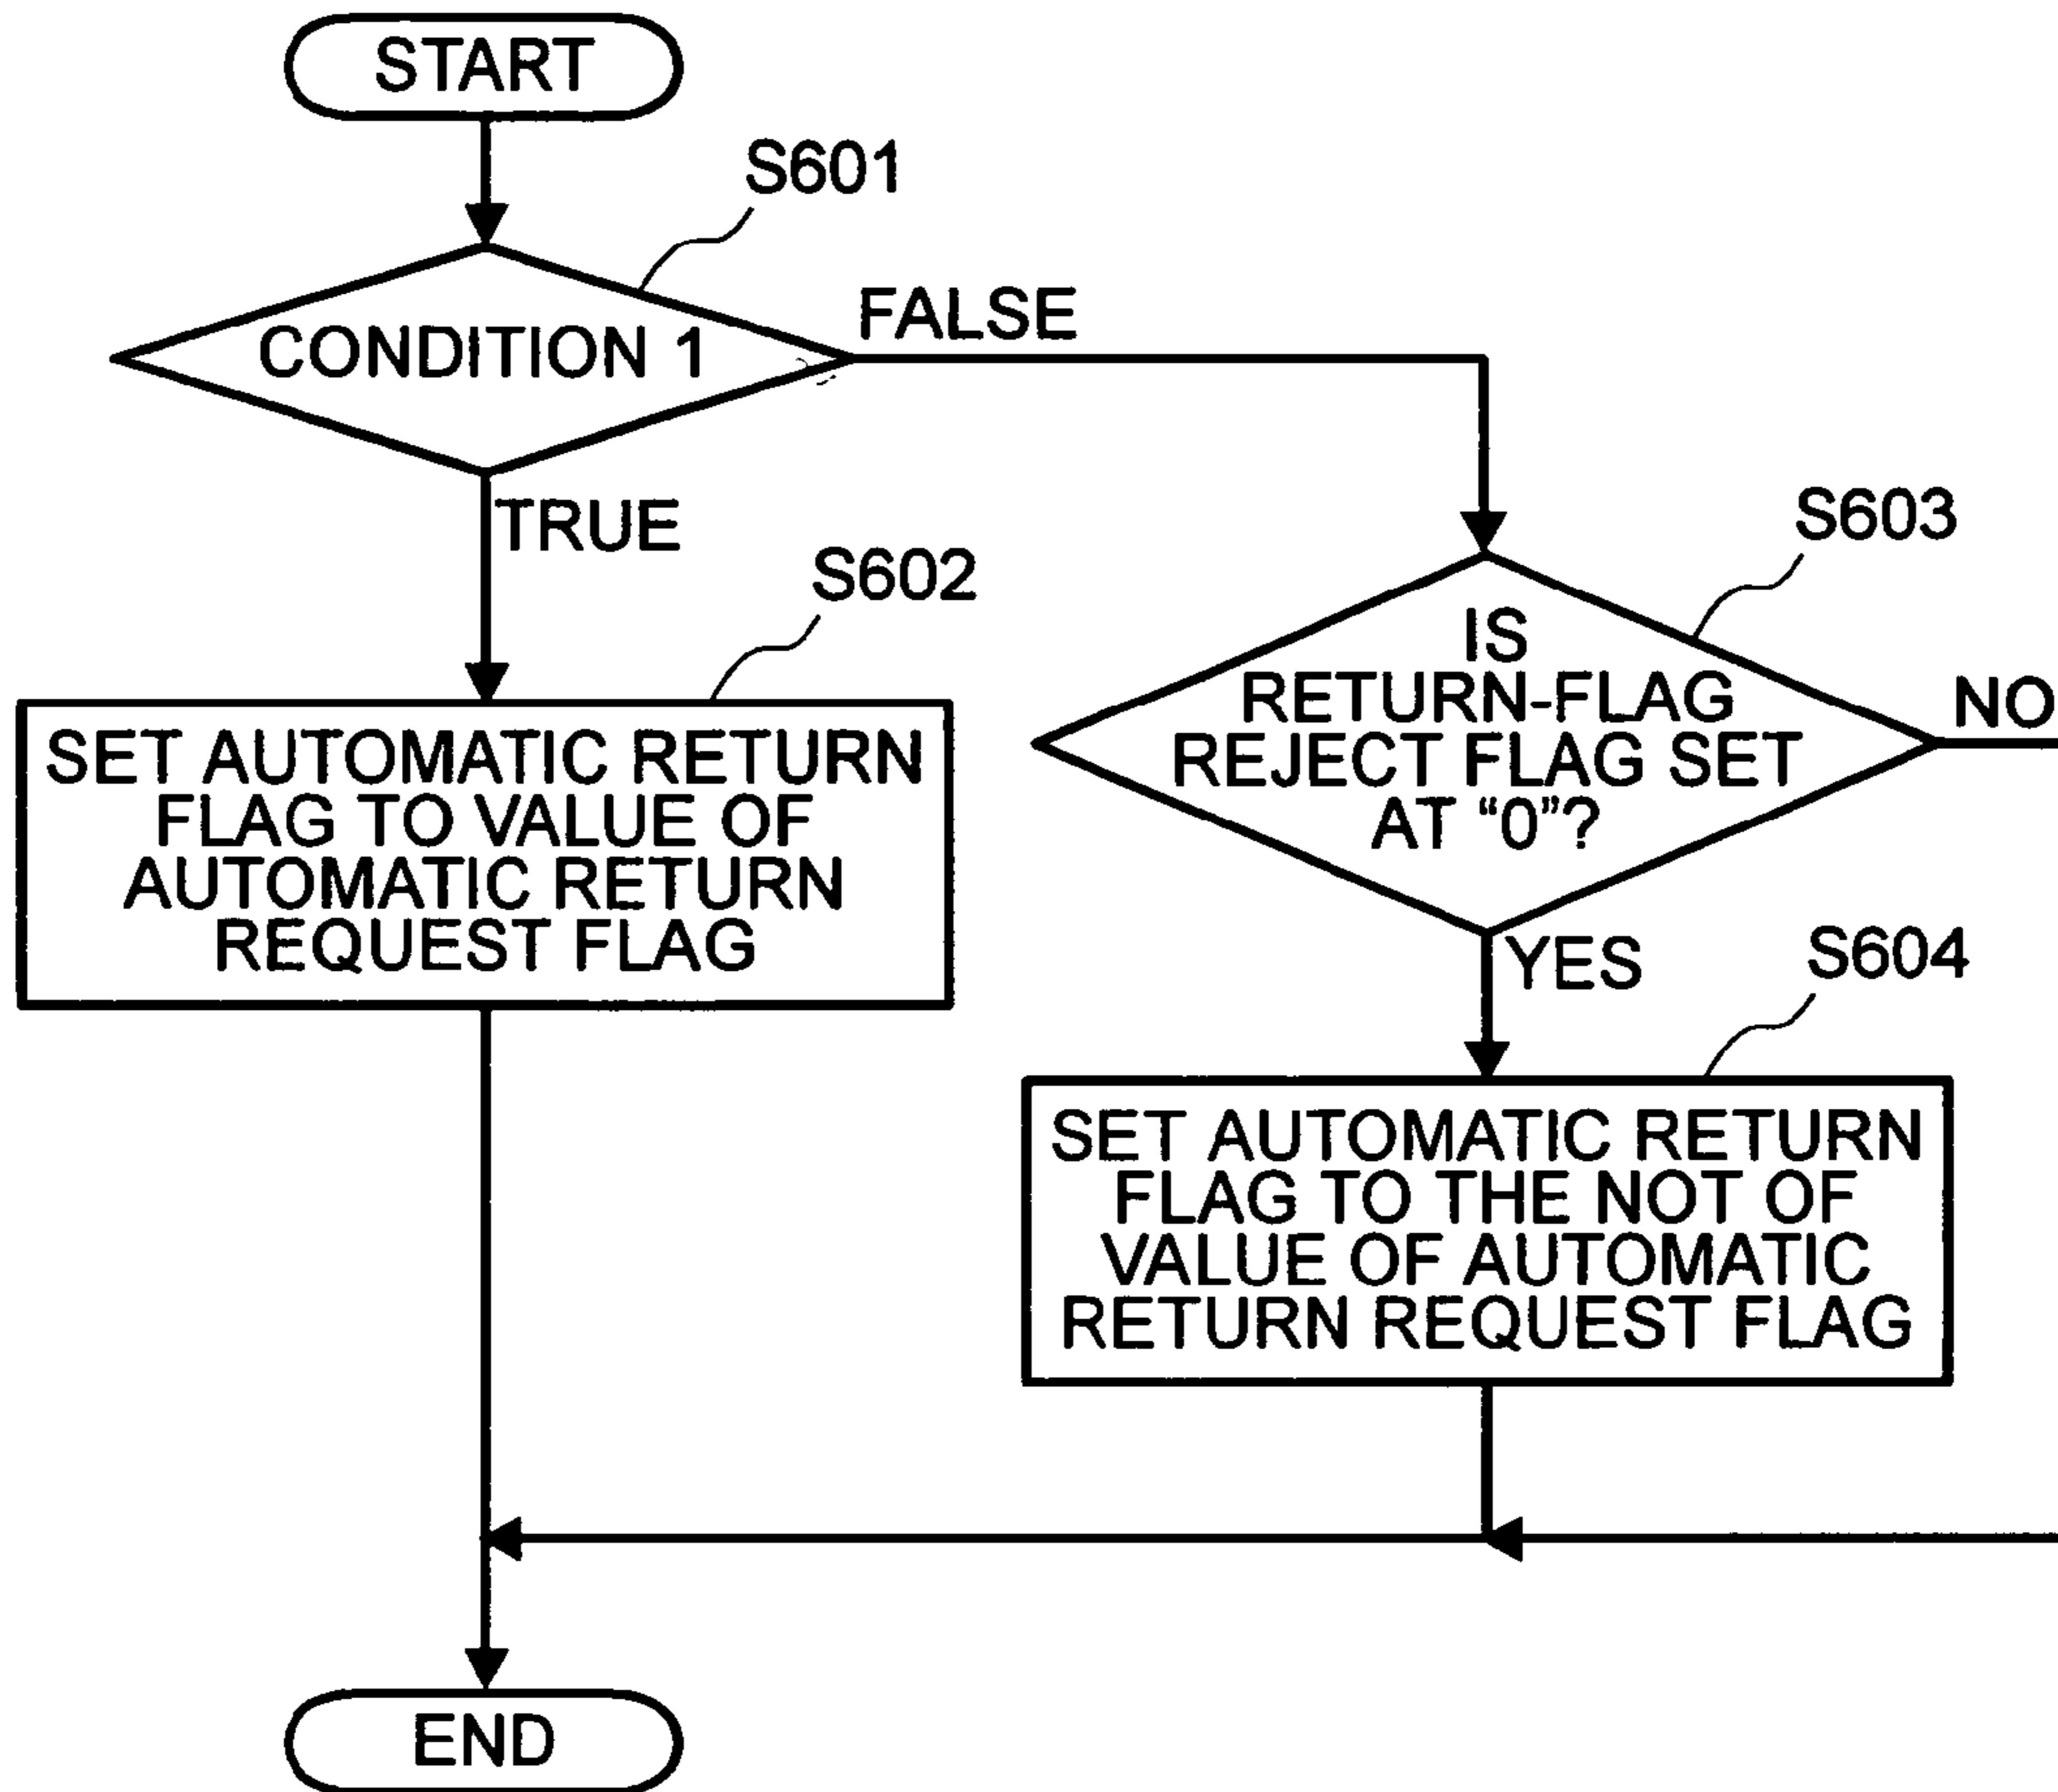 START
S601
CONDITION 1
FALSE
TRUE
S602
SET AUTOMATIC RETURN
FLAG TO VALUE OF
AUTOMATIC RETURN
REQUEST FLAG
S603
IS
RETURN-FLAG
REJECT FLAG SET
AT “0”?
NO
YES
S604
SET AUTOMATIC RETURN
FLAG TO THE NOT OF
VALUE OF AUTOMATIC
RETURN REQUEST FLAG
END